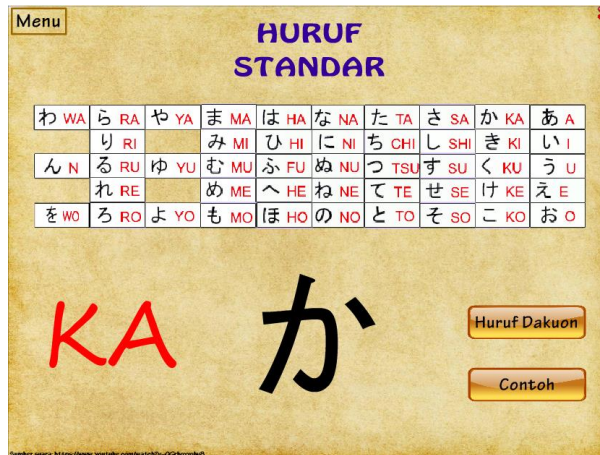 Menu
HURUF
STANDAR
わ WA ら RA や YA ま MA は HA な NA た TA さ SA か KA あ A
り RI み MI ひ HI に NI ち CHI し SHI き KI い I
ん N る RU ゆ YU む MU ふ FU ぬ NU つ TSU す SU く KU う U
れ RE め ME へ HE ね NE て TE せ SE け KE え E
を WO ろ RO よ YO も MO ほ HO の NO と TO そ SO こ KO お O
KA か
Huruf Dakuon
Contoh